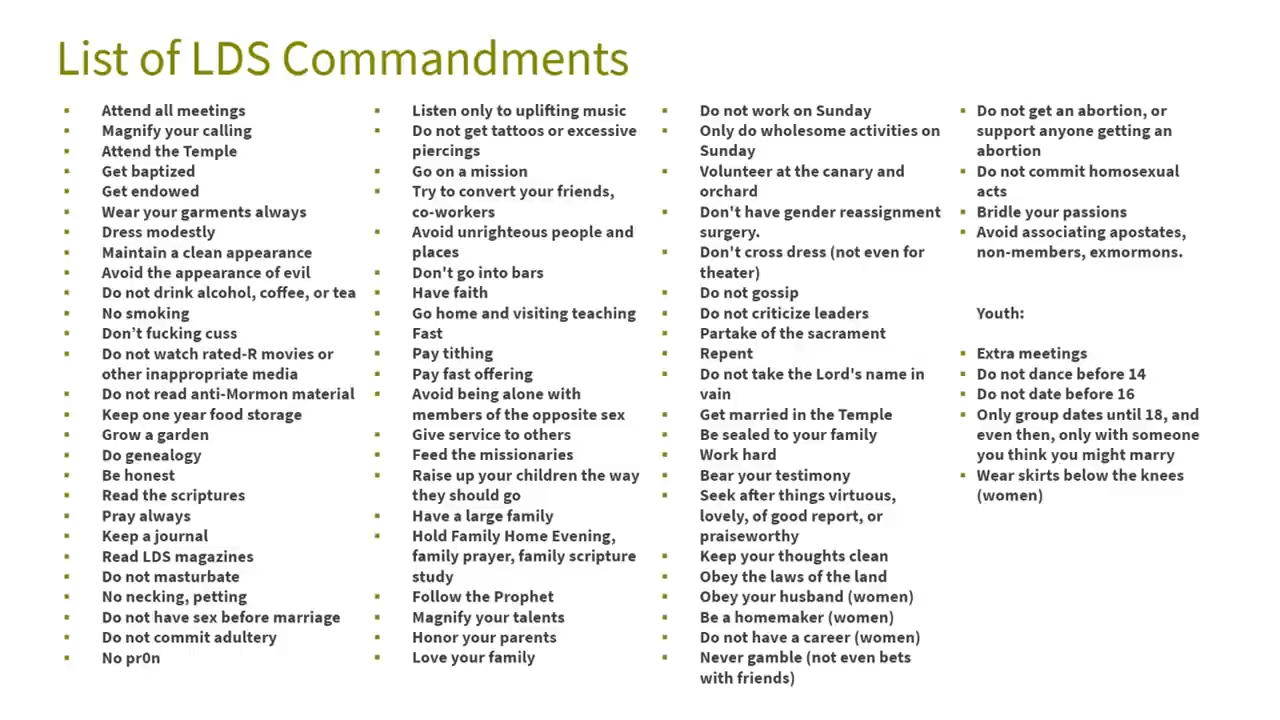 List of LDS Commandments
▪ Attend all meetings
▪ Magnify your calling
▪ Attend the Temple
▪ Get baptized
▪ Get endowed
▪ Wear your garments always
▪ Dress modestly
▪ Maintain a clean appearance
▪ Avoid the appearance of evil
▪ Do not drink alcohol, coffee, or tea
▪ No smoking
▪ Don’t fucking cuss
▪ Do not watch rated-R movies or
other inappropriate media
▪ Do not read anti-Mormon material
▪ Keep one year food storage
▪ Grow a garden
▪ Do genealogy
▪ Be honest
▪ Read the scriptures
▪ Pray always
▪ Keep a journal
▪ Read LDS magazines
▪ Do not masturbate
▪ No necking, petting
▪ Do not have sex before marriage
▪ Do not commit adultery
▪ No pr0n
▪ Listen only to uplifting music
▪ Do not get tattoos or excessive
piercings
▪ Go on a mission
▪ Try to convert your friends,
co-workers
▪ Avoid unrighteous people and
places
▪ Don't go into bars
▪ Have faith
▪ Go home and visiting teaching
▪ Fast
▪ Pay tithing
▪ Pay fast offering
▪ Avoid being alone with
members of the opposite sex
▪ Give service to others
▪ Feed the missionaries
▪ Raise up your children the way
they should go
▪ Have a large family
▪ Hold Family Home Evening,
family prayer, family scripture
study
▪ Follow the Prophet
▪ Magnify your talents
▪ Honor your parents
▪ Love your family
▪ Do not work on Sunday
▪ Only do wholesome activities on
Sunday
▪ Volunteer at the canary and
orchard
▪ Don't have gender reassignment
surgery.
▪ Don't cross dress (not even for
theater)
▪ Do not gossip
▪ Do not criticize leaders
▪ Partake of the sacrament
▪ Repent
▪ Do not take the Lord's name in
vain
▪ Get married in the Temple
▪ Be sealed to your family
▪ Work hard
▪ Bear your testimony
▪ Seek after things virtuous,
lovely, of good report, or
praiseworthy
▪ Keep your thoughts clean
▪ Obey the laws of the land
▪ Obey your husband (women)
▪ Be a homemaker (women)
▪ Do not have a career (women)
▪ Never gamble (not even bets
with friends)
▪ Do not get an abortion, or
support anyone getting an
abortion
▪ Do not commit homosexual
acts
▪ Bridle your passions
▪ Avoid associating apostates,
non-members, exmormons.
Youth:
▪ Extra meetings
▪ Do not dance before 14
▪ Do not date before 16
▪ Only group dates until 18, and
even then, only with someone
you think you might marry
▪ Wear skirts below the knees
(women)